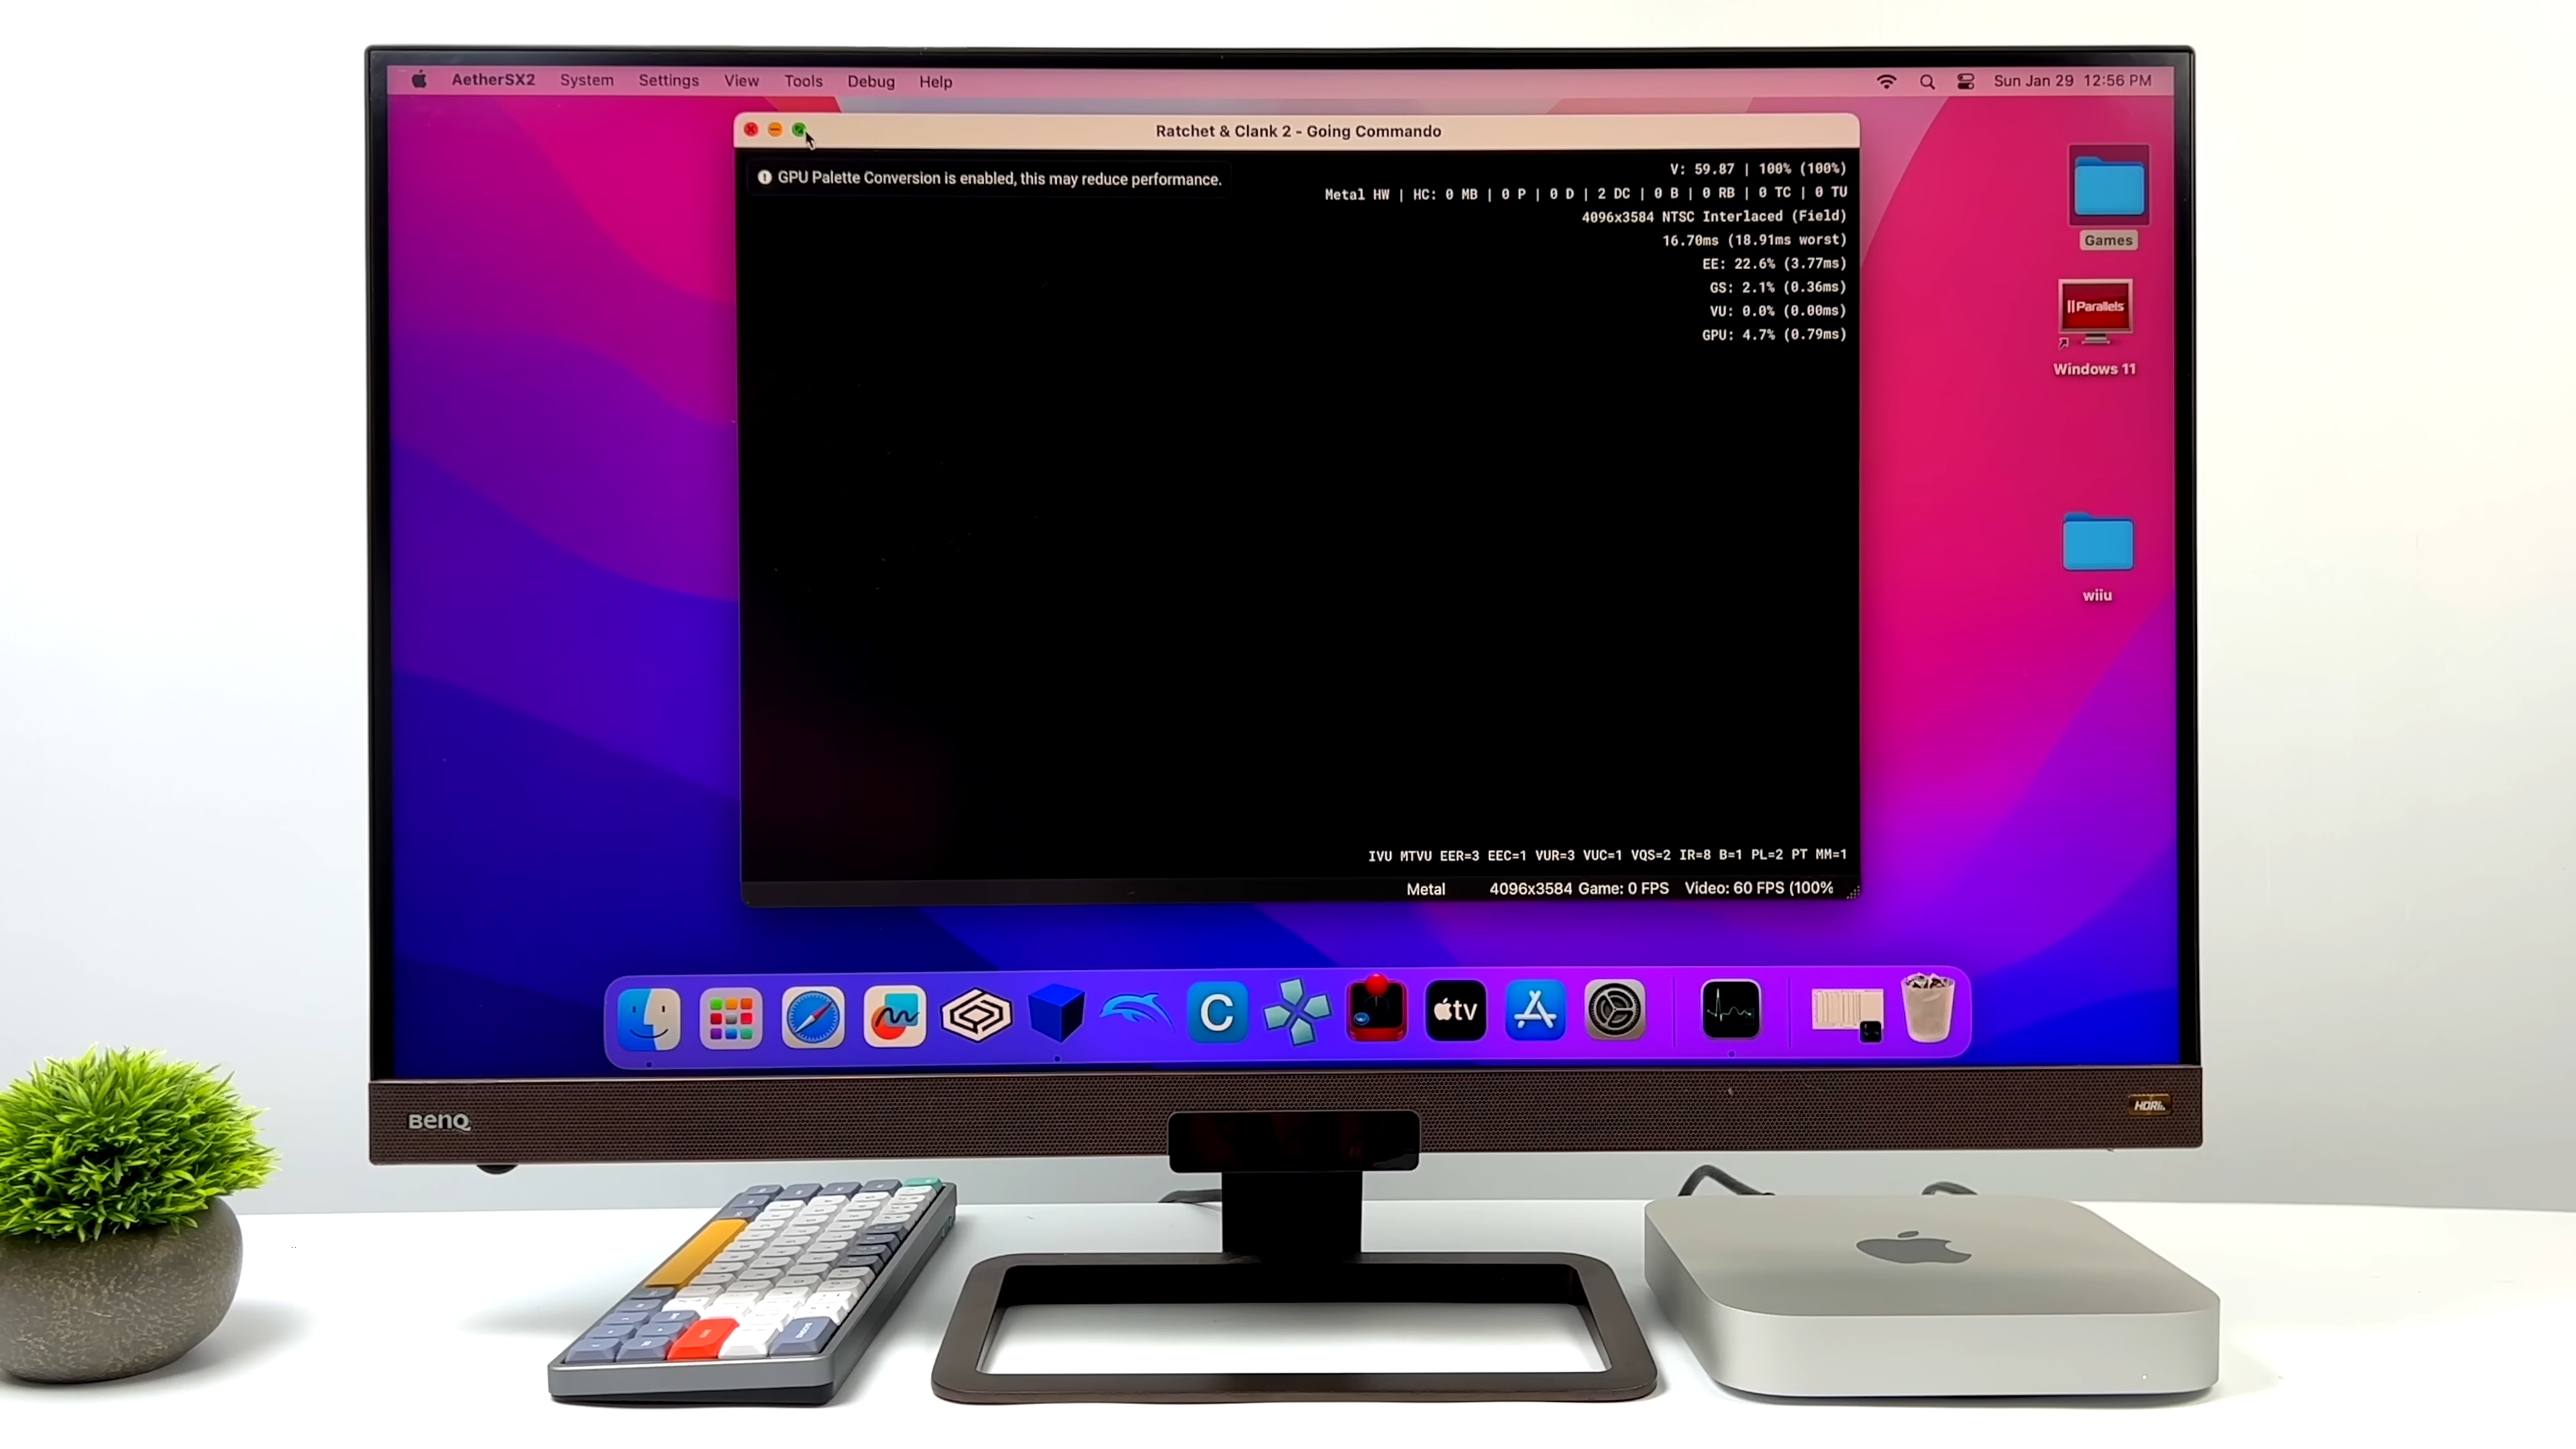 AetherSX2 System Settings View Tools Debug Help
Sun Jan 29 12:56 PM
Ratchet & Clank 2 - Going Commando
GPU Palette Conversion is enabled, this may reduce performance.
V: 59.87 | 100% (100%)
Metal HW | HC: 0 MB | 0 P | 0 D | 2 DC | 0 B | 0 RB | 0 TC | 0 TU
4096x3584 NTSC Interlaced (Field)
16.70ms (18.91ms worst)
EE: 22.6% (3.77ms)
GS: 2.1% (0.36ms)
VU: 0.0% (0.00ms)
GPU: 4.7% (0.79ms)
Games
Parallels
Windows 11
wiiu
IVU MTVU EER=3 EEC=1 VUR=3 VUC=1 VQS=2 IR=8 B=1 PL=2 PT MM=1
Metal 4096x3584 Game: 0 FPS Video: 60 FPS (100%
C
tv
BenQ
HDRi